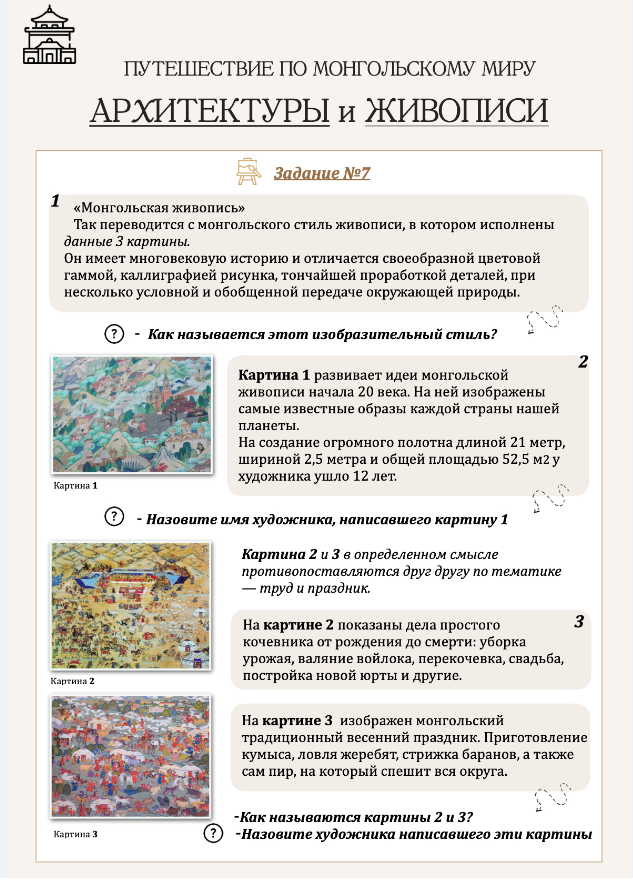 ПУТЕШЕСТВИЕ ПО МОНГОЛЬСКОМУ МИРУ
АРХИТЕКТУРЫ и ЖИВОПИСИ
Задание №7
1
«Монгольская живопись»
Так переводится с монгольского стиль живописи, в котором исполнены
данные 3 картины.
Он имеет многовековую историю и отличается своеобразной цветовой
гаммой, каллиграфией рисунка, тончайшей проработкой деталей, при
несколько условной и обобщенной передаче окружающей природы.
? - Как называется этот изобразительный стиль?
2
Картина 1 развивает идеи монгольской
живописи начала 20 века. На ней изображены
самые известные образы каждой страны нашей
планеты.
На создание огромного полотна длиной 21 метр,
шириной 2,5 метра и общей площадью 52,5 м2 у
художника ушло 12 лет.
Картина 1
? - Назовите имя художника, написавшего картину 1
Картина 2 и 3 в определенном смысле
противопоставляются друг другу по тематике
— труд и праздник.
3
На картине 2 показаны дела простого
кочевника от рождения до смерти: уборка
урожая, валяние войлока, перекочевка, свадьба,
постройка новой юрты и другие.
Картина 2
На картине 3 изображен монгольский
традиционный весенний праздник. Приготовление
кумыса, ловля жеребят, стрижка баранов, а также
сам пир, на который спешит вся округа.
Картина 3
-Как называются картины 2 и 3?
? -Назовите художника написавшего эти картины